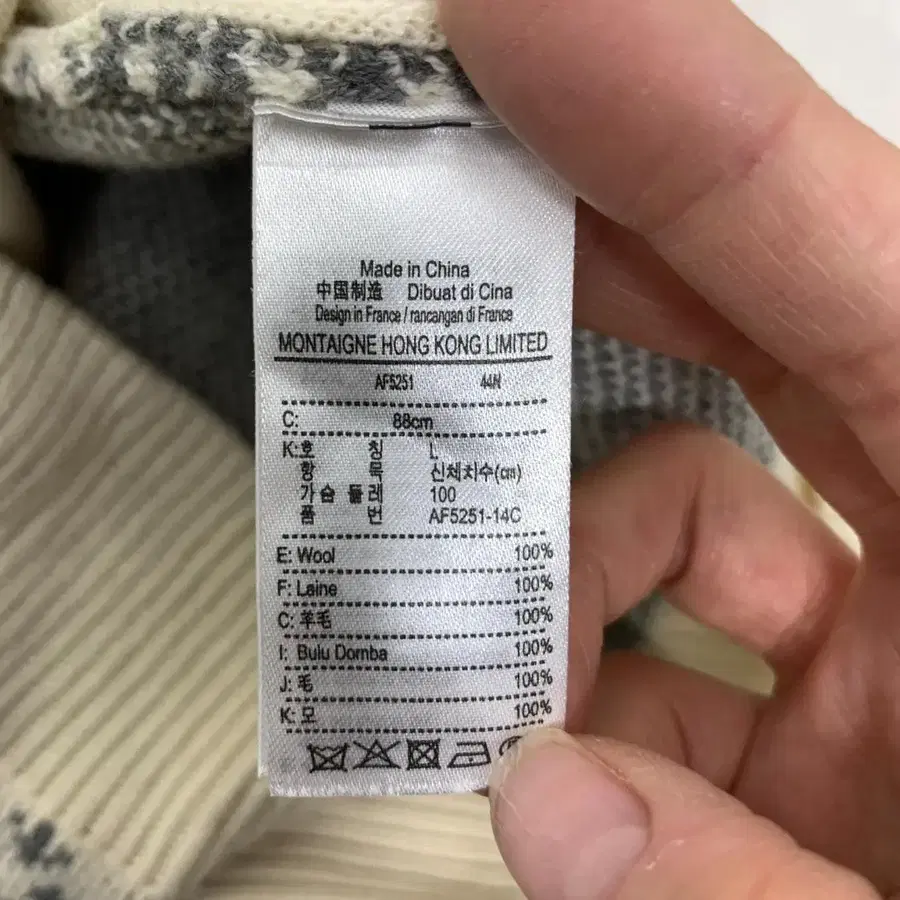 Made in China
中国制造 Dibuat di Cina
Design in France / rancangan di France
MONTAIGNE HONG KONG LIMITED
AF5251 44N
C: 88cm
K:호 칭 L
항 목 신체치수(cm)
가슴 둘레 100
품 번 AF5251-14C
E: Wool 100%
F: Laine 100%
C: 羊毛 100%
I: Bulu Domba 100%
J: 毛 100%
K: 모 100%